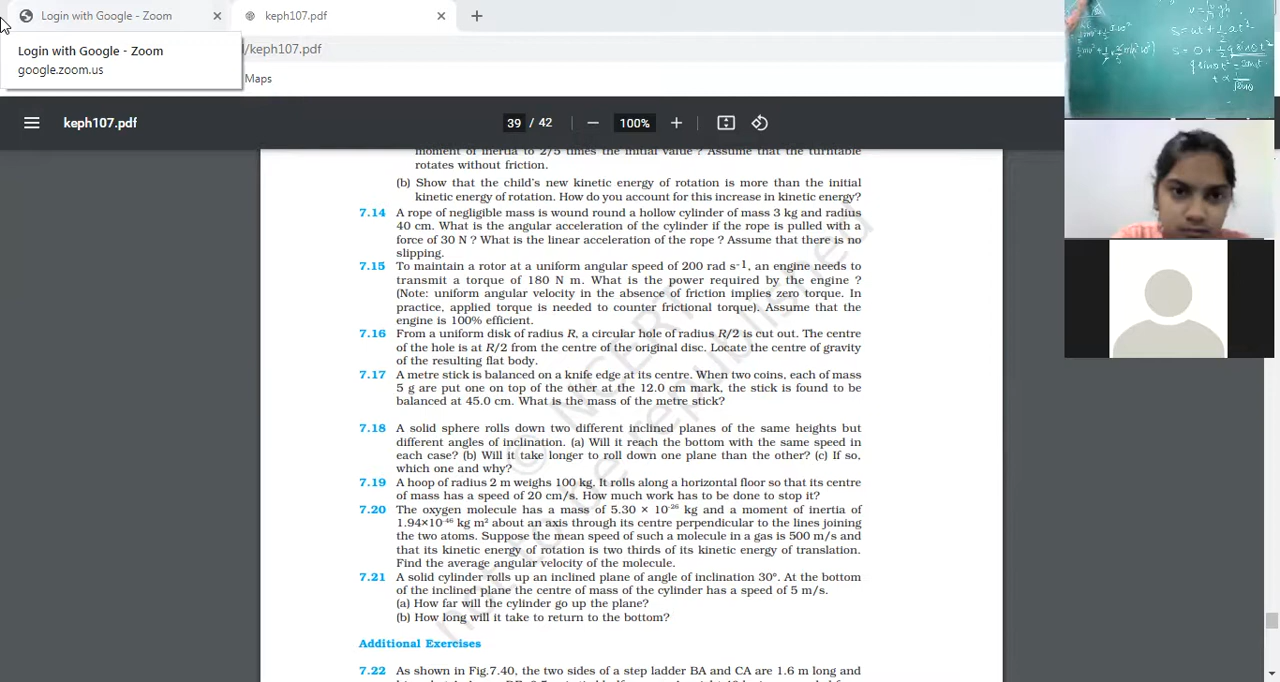 Login with Google - Zoom
keph107.pdf
Login with Google - Zoom
google.zoom.us
/keph107.pdf
Maps
keph107.pdf
39 / 42
100%
moment of inertia to 2/5 times the initial value ? Assume that the turntable
rotates without friction.
(b) Show that the child's new kinetic energy of rotation is more than the initial
kinetic energy of rotation. How do you account for this increase in kinetic energy?
7.14 A rope of negligible mass is wound round a hollow cylinder of mass 3 kg and radius
40 cm. What is the angular acceleration of the cylinder if the rope is pulled with a
force of 30 N ? What is the linear acceleration of the rope ? Assume that there is no
slipping.
7.15 To maintain a rotor at a uniform angular speed of 200 rad s-1, an engine needs to
transmit a torque of 180 N m. What is the power required by the engine ?
(Note: uniform angular velocity in the absence of friction implies zero torque. In
practice, applied torque is needed to counter frictional torque). Assume that the
engine is 100% efficient.
7.16 From a uniform disk of radius R, a circular hole of radius R/2 is cut out. The centre
of the hole is at R/2 from the centre of the original disc. Locate the centre of gravity
of the resulting flat body.
7.17 A metre stick is balanced on a knife edge at its centre. When two coins, each of mass
5 g are put one on top of the other at the 12.0 cm mark, the stick is found to be
balanced at 45.0 cm. What is the mass of the metre stick?
7.18 A solid sphere rolls down two different inclined planes of the same heights but
different angles of inclination. (a) Will it reach the bottom with the same speed in
each case? (b) Will it take longer to roll down one plane than the other? (c) If so,
which one and why?
7.19 A hoop of radius 2 m weighs 100 kg. It rolls along a horizontal floor so that its centre
of mass has a speed of 20 cm/s. How much work has to be done to stop it?
7.20 The oxygen molecule has a mass of 5.30 × 10-26 kg and a moment of inertia of
1.94×10-46 kg m2 about an axis through its centre perpendicular to the lines joining
the two atoms. Suppose the mean speed of such a molecule in a gas is 500 m/s and
that its kinetic energy of rotation is two thirds of its kinetic energy of translation.
Find the average angular velocity of the molecule.
7.21 A solid cylinder rolls up an inclined plane of angle of inclination 30°. At the bottom
of the inclined plane the centre of mass of the cylinder has a speed of 5 m/s.
(a) How far will the cylinder go up the plane?
(b) How long will it take to return to the bottom?
Additional Exercises
7.22 As shown in Fig.7.40, the two sides of a step ladder BA and CA are 1.6 m long and
© NCERT
not to be republished